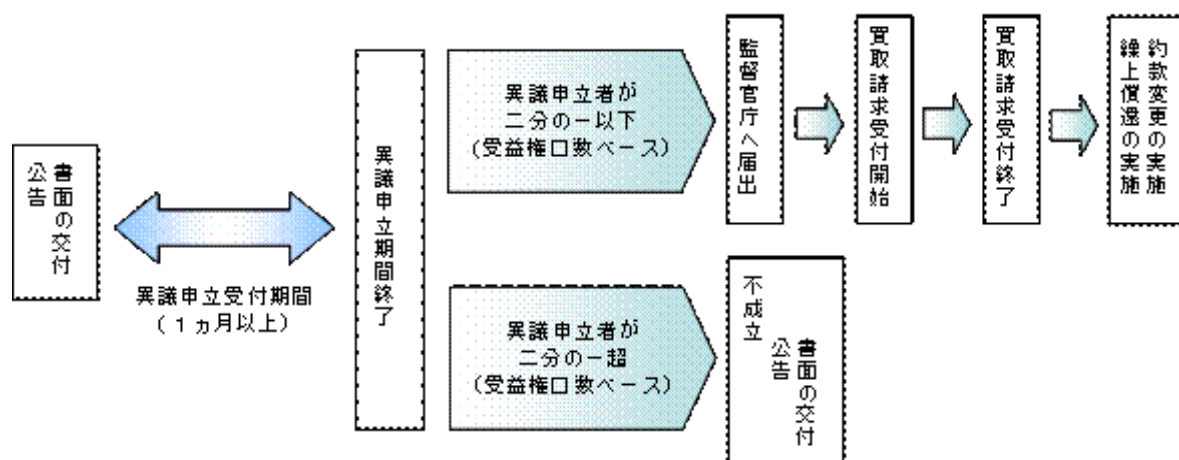 書面の交付
公告
異議申立受付期間
(1ヵ月以上)
異議申立期間終了
異議申立者が
二分の一以下
(受益権口数ベース)
監督官庁へ届出
買取請求受付開始
買取請求受付終了
約款変更の実施
繰上償還の実施
異議申立者が
二分の一超
(受益権口数ベース)
不成立
書面の交付
公告